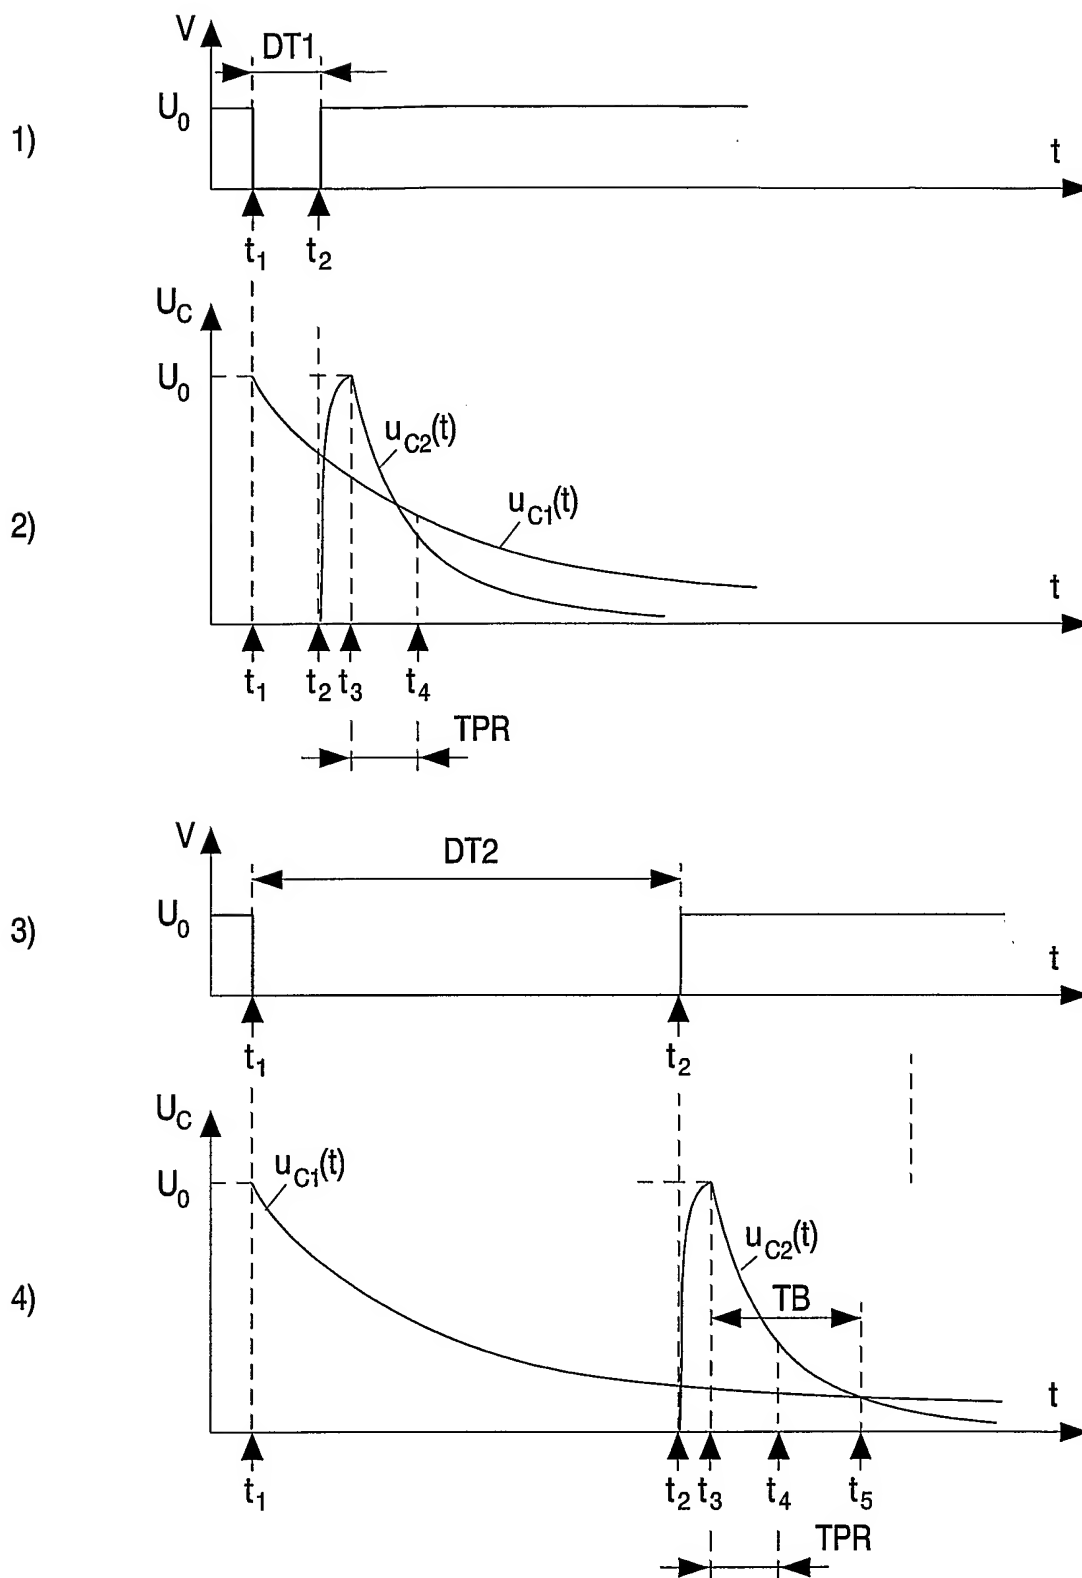 V
DT1
U0
1)
t
t1
t2
UC
U0
uC2(t)
uC1(t)
2)
t
t1
t2
t3
t4
TPR
V
DT2
U0
3)
t
t1
t2
UC
U0
uC1(t)
uC2(t)
TB
4)
t
t1
t2
t3
t4
t5
TPR